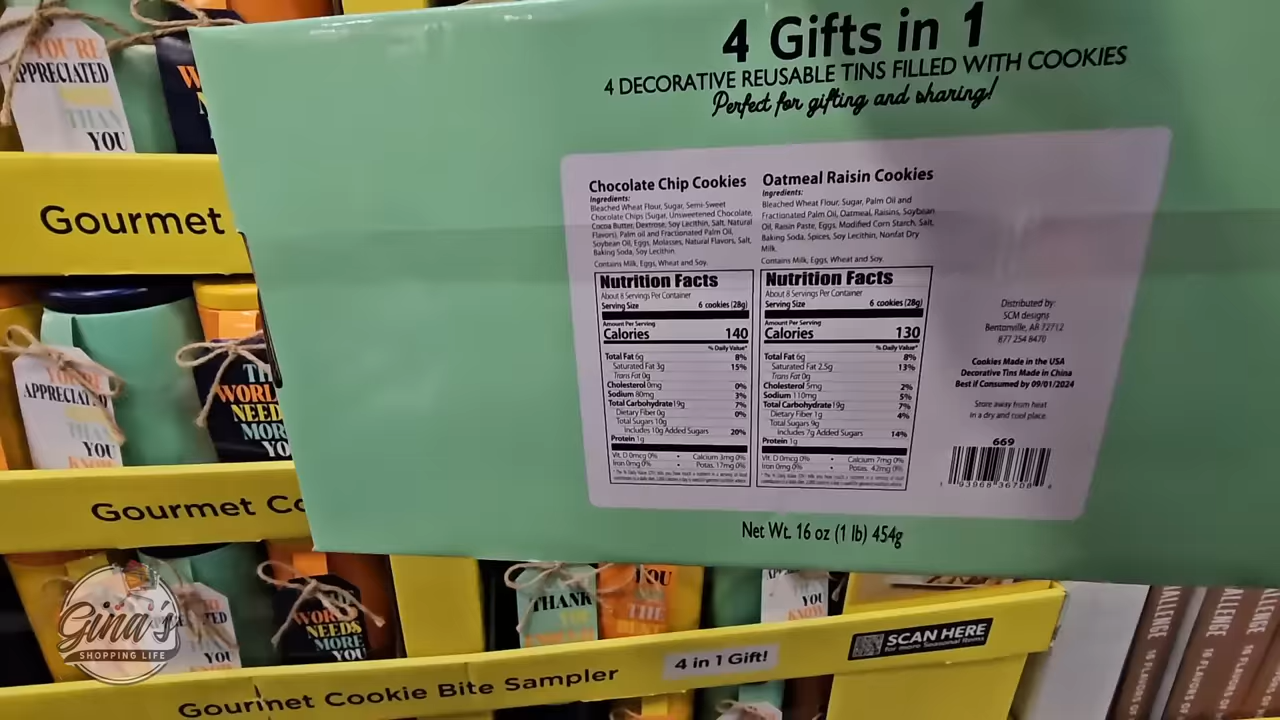 4 Gifts in 1
4 DECORATIVE REUSABLE TINS FILLED WITH COOKIES
Perfect for gifting and sharing!
Chocolate Chip Cookies
Ingredients:
Bleached Wheat Flour, Sugar, Semi-Sweet
Chocolate Chips (Sugar, Unsweetened Chocolate,
Cocoa Butter, Dextrose, Soy Lecithin, Salt, Natural
Flavors), Palm oil and Fractionated Palm Oil,
Soybean Oil, Eggs, Molasses, Natural Flavors, Salt,
Baking Soda, Soy Lecithin.
Contains Milk, Eggs, Wheat and Soy.
Nutrition Facts
About 8 Servings Per Container
Serving Size 6 cookies (28g)
Amount Per Serving
Calories 140
% Daily Value*
Total Fat 6g 8%
Saturated Fat 3g 15%
Trans Fat 0g
Cholesterol 0mg 0%
Sodium 80mg 3%
Total Carbohydrate 19g 7%
Dietary Fiber 0g 0%
Total Sugars 10g
Includes 10g Added Sugars 20%
Protein 1g
Vit. D 0mcg 0% • Calcium 3mg 0%
Iron 0mg 0% • Potas. 17mg 0%
Oatmeal Raisin Cookies
Ingredients:
Bleached Wheat Flour, Sugar, Palm Oil and
Fractionated Palm Oil, Oatmeal, Raisins, Soybean
Oil, Raisin Paste, Eggs, Modified Corn Starch, Salt,
Baking Soda, Spices, Soy Lecithin, Nonfat Dry
Milk.
Contains Milk, Eggs, Wheat and Soy.
Nutrition Facts
About 8 Servings Per Container
Serving Size 6 cookies (28g)
Amount Per Serving
Calories 130
% Daily Value*
Total Fat 6g 8%
Saturated Fat 2.5g 13%
Trans Fat 0g
Cholesterol 5mg 2%
Sodium 110mg 5%
Total Carbohydrate 19g 7%
Dietary Fiber 1g 4%
Total Sugars 9g
Includes 7g Added Sugars 14%
Protein 1g
Vit. D 0mcg 0% • Calcium 7mg 0%
Iron 0mg 0% • Potas. 42mg 0%
Distributed by:
SCM designs
Bentonville, AR 72712
877 254 8470
Cookies Made in the USA
Decorative Tins Made in China
Best if Consumed by 09/01/2024
Store away from heat
in a dry and cool place.
669
Net Wt. 16 oz (1 lb) 454g
YOU'RE
APPRECIATED
THANK
YOU
Gourmet
YOU
KNOW
WORL
NEED
MOR
YO
Gourmet Co
WORL
NEEDS
MORE
YOU
THANK
YOU
THE
YOU
KNOW
Gina's
SHOPPING LIFE
Gourmet Cookie Bite Sampler
4 in 1 Gift!
SCAN HERE
for more Seasonal Items